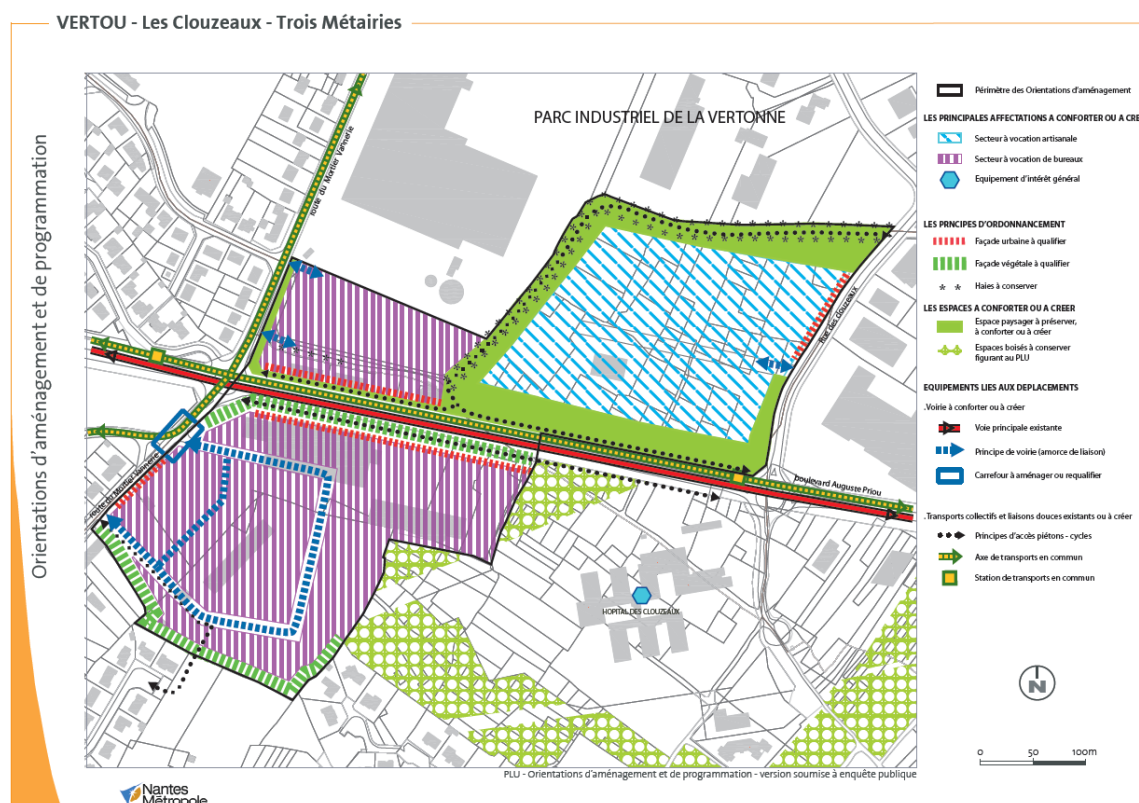 VERTOU - Les Clouzeaux - Trois Métairies
Orientations d'aménagement et de programmation
PARC INDUSTRIEL DE LA VERTONNE
route du Mortier Vannerie
rue des clouzeaux
boulevard Auguste Priou
route du Mortier Vannerie
HOPITAL DES CLOUZEAUX
Périmètre des Orientations d'aménagement
LES PRINCIPALES AFFECTATIONS A CONFORTER OU A CRE
Secteur à vocation artisanale
Secteur à vocation de bureaux
Equipement d'intérêt général
LES PRINCIPES D'ORDONNANCEMENT
Façade urbaine à qualifier
Façade végétale à qualifier
Haies à conserver
LES ESPACES A CONFORTER OU A CREER
Espace paysager à préserver,
à conforter ou à créer
Espaces boisés à conserver
figurant au PLU
EQUIPEMENTS LIES AUX DEPLACEMENTS
.Voirie à conforter ou à créer
Voie principale existante
Principe de voirie (amorce de liaison)
Carrefour à aménager ou requalifier
.Transports collectifs et liaisons douces existants ou à créer
Principes d'accès piétons - cycles
Axe de transports en commun
Station de transports en commun
N
0 50 100m
PLU - Orientations d'aménagement et de programmation - version soumise à enquête publique
Nantes
Métropole